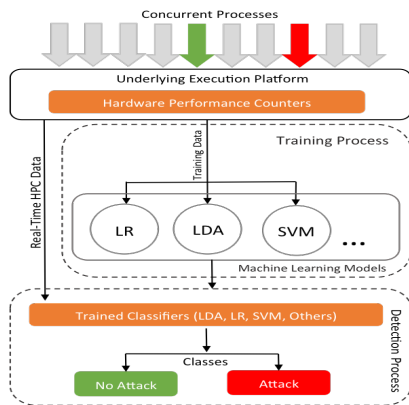 Concurrent Processes
Underlying Execution Platform
Hardware Performance Counters
Real-Time HPC Data
Training Data
Training Process
LR
LDA
SVM
...
Machine Learning Models
Trained Classifiers (LDA, LR, SVM, Others)
Classes
No Attack
Attack
Detection Process